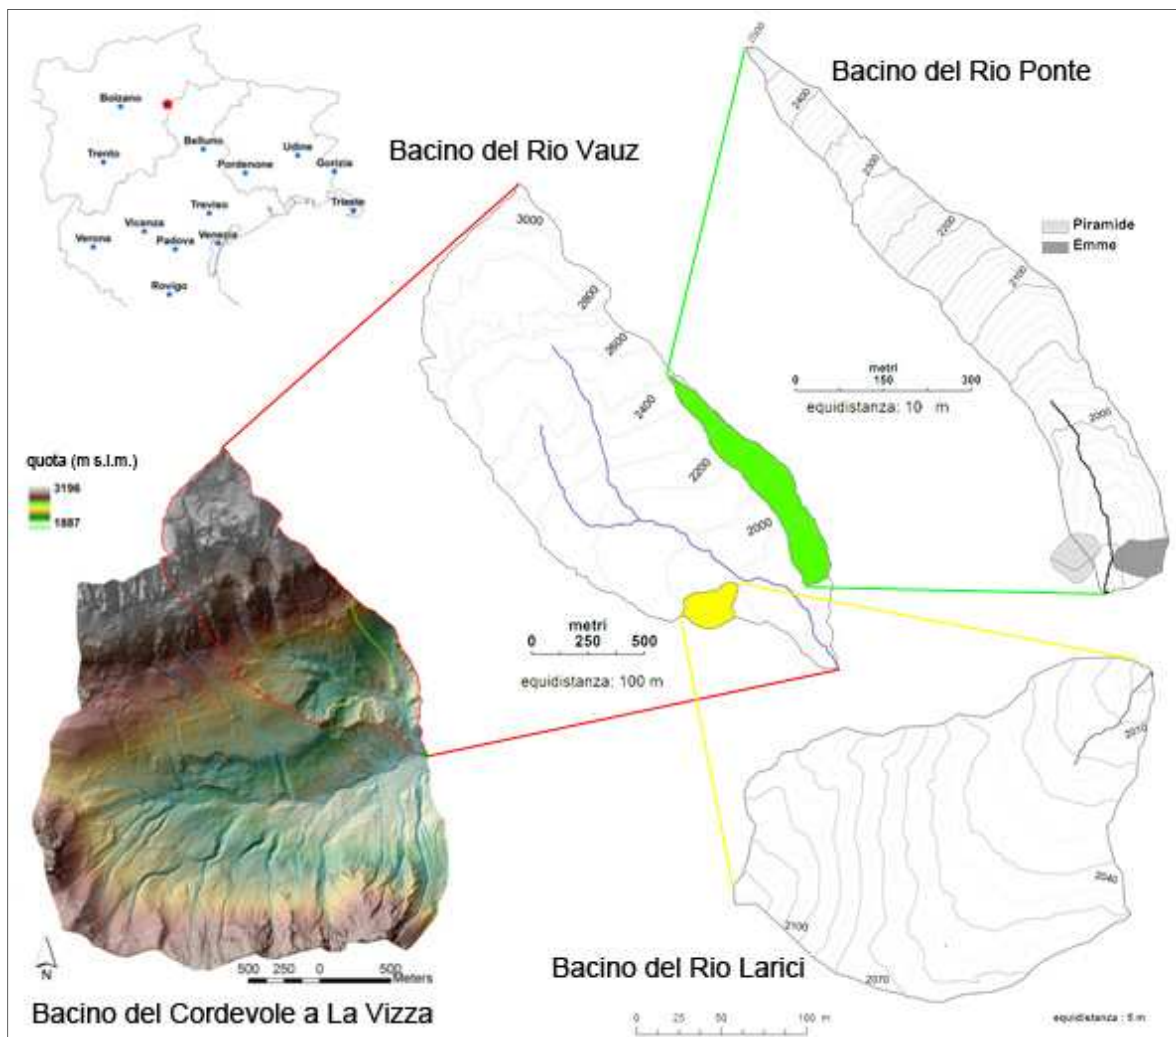 Bolzano
Belluno
Udine
Trento
Pordenone
Gorizia
Treviso
Trieste
Vicenza
Verona
Padova
Venezia
Rovigo
Bacino del Rio Vauz
3000
2800
2600
2400
2200
2000
metri
0 250 500
equidistanza: 100 m
Bacino del Rio Ponte
2400
2300
2200
2100
2000
Piramide
Emme
metri
0 150 300
equidistanza: 10 m
quota (m s.l.m.)
3196
1887
N
500 250 0 500
Meters
Bacino del Cordevole a La Vizza
2010
2040
2100
2070
Bacino del Rio Larici
0 25 50 100 m
equidistanza : 5 m